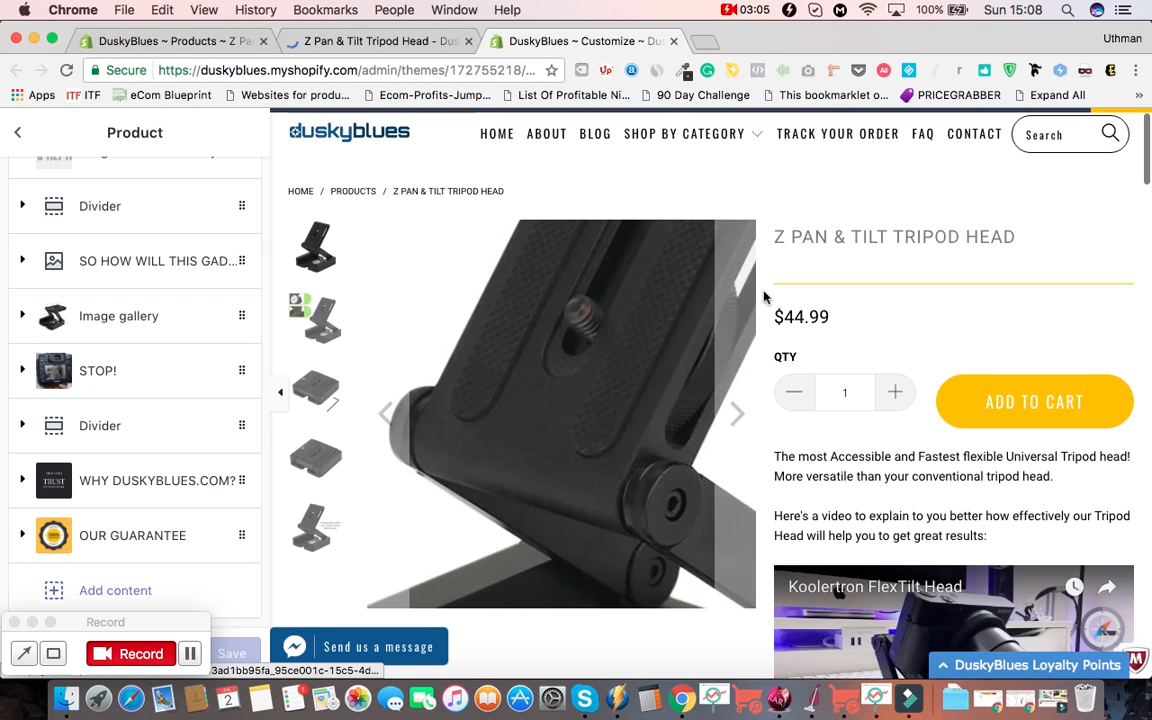 Chrome File Edit View History Bookmarks People Window Help 03:05 100% Sun 15:08
DuskyBlues ~ Products ~ Z Pa
Z Pan & Tilt Tripod Head - Dus
DuskyBlues ~ Customize ~ Du
Uthman
Secure https://duskyblues.myshopify.com/admin/themes/172755218/...
Apps ITF ITF eCom Blueprint Websites for produ... Ecom-Profits-Jump... List Of Profitable Ni... 90 Day Challenge This bookmarklet o... PRICEGRABBER Expand All »
Product
Divider
SO HOW WILL THIS GAD...
Image gallery
STOP!
Divider
WHY DUSKYBLUES.COM?
OUR GUARANTEE
Add content
Record
Record
Save
3ad1bb95fa_95ce001c-15c5-4d...
duskyblues
HOME ABOUT BLOG SHOP BY CATEGORY TRACK YOUR ORDER FAQ CONTACT
Search
HOME / PRODUCTS / Z PAN & TILT TRIPOD HEAD
Z PAN & TILT TRIPOD HEAD
$44.99
QTY
1
ADD TO CART
The most Accessible and Fastest flexible Universal Tripod head!
More versatile than your conventional tripod head.
Here's a video to explain to you better how effectively our Tripod
Head will help you to get great results:
Koolertron FlexTilt Head
Send us a message
DuskyBlues Loyalty Points